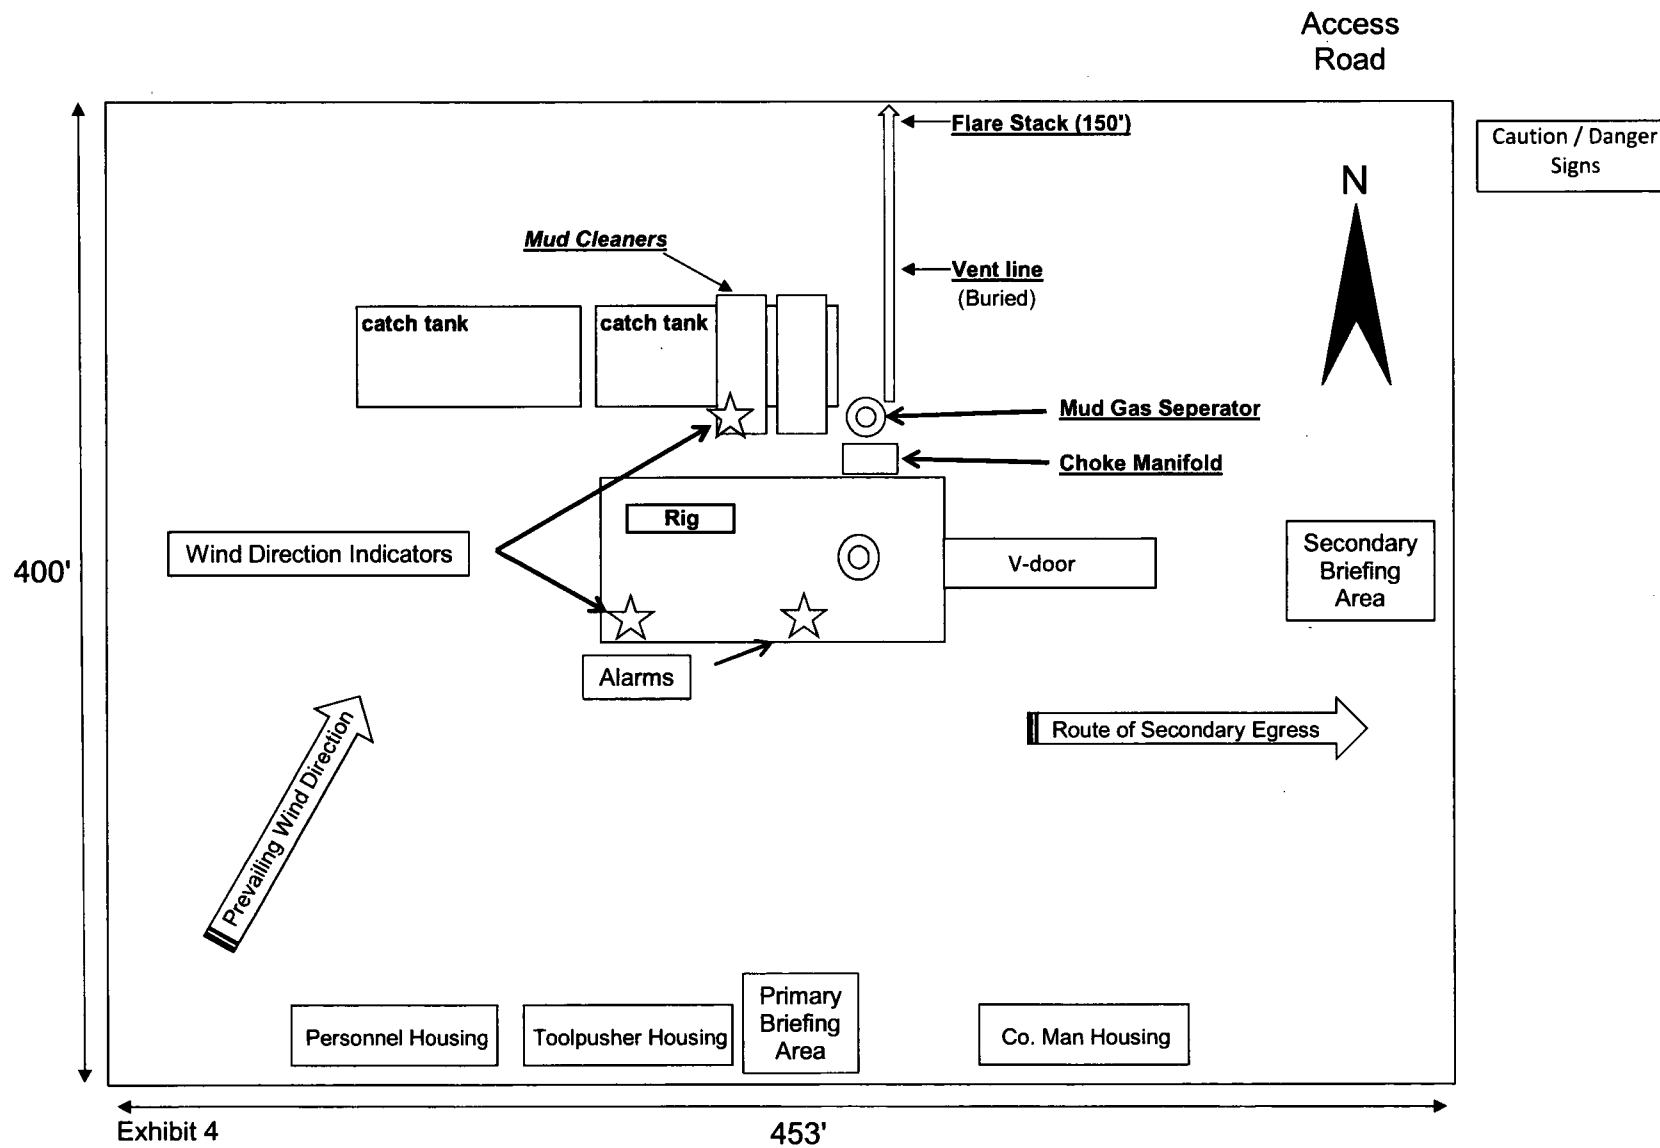 Access
Road
Flare Stack (150')
Caution / Danger
Signs
N
Mud Cleaners
Vent line
(Buried)
catch tank
catch tank
Mud Gas Seperator
Choke Manifold
Rig
Wind Direction Indicators
V-door
Secondary
Briefing
Area
400'
Alarms
Prevailing Wind Direction
Route of Secondary Egress
Primary
Briefing
Area
Personnel Housing
Toolpusher Housing
Co. Man Housing
Exhibit 4
453'